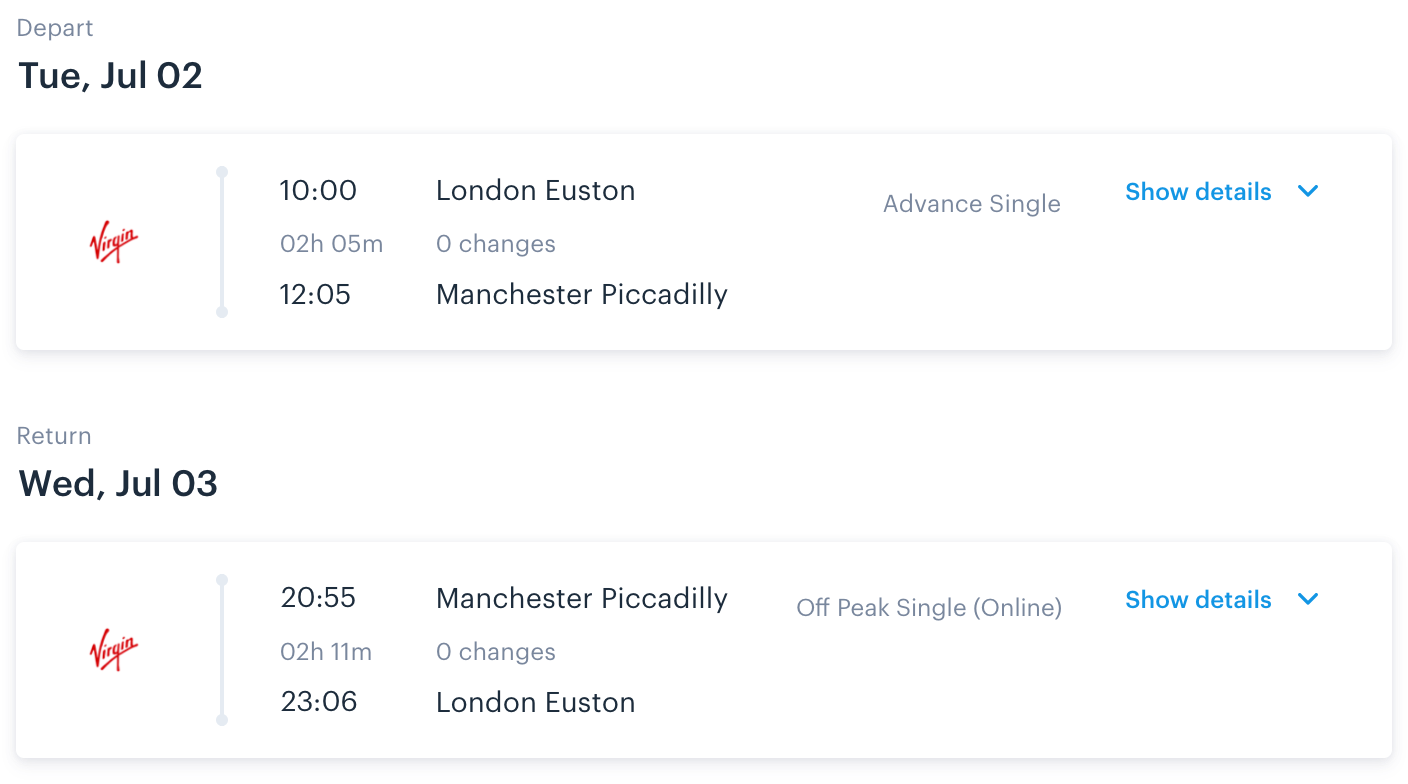 Depart
Tue, Jul 02
Virgin
10:00 London Euston Advance Single Show details
02h 05m 0 changes
12:05 Manchester Piccadilly
Return
Wed, Jul 03
Virgin
20:55 Manchester Piccadilly Off Peak Single (Online) Show details
02h 11m 0 changes
23:06 London Euston